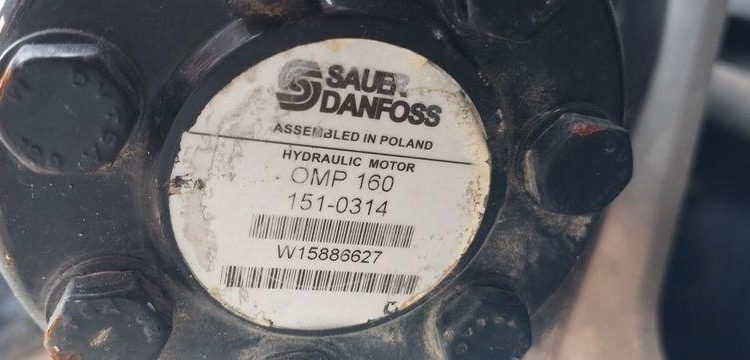 SAUER
DANFOSS
ASSEMBLED IN POLAND
HYDRAULIC MOTOR
OMP 160
151-0314
W15886627